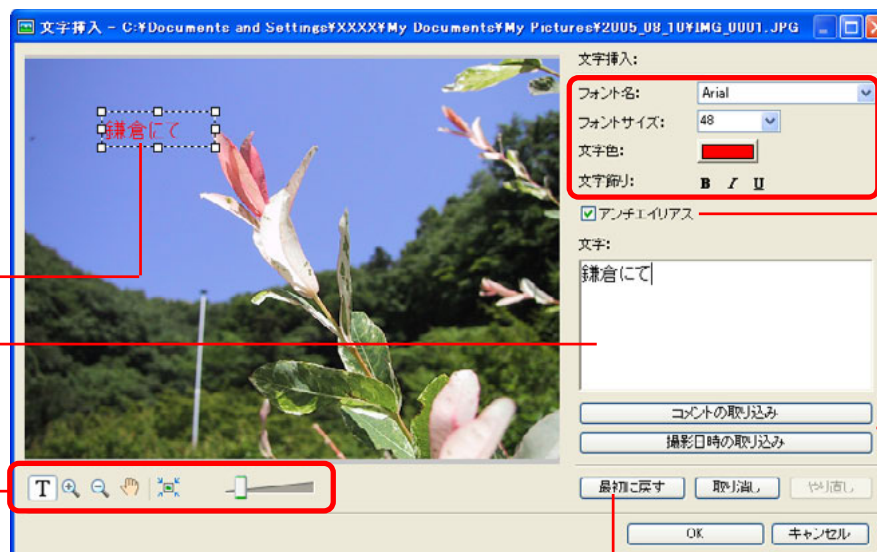 文字挿入 - C:¥Documents and Settings¥XXXX¥My Documents¥My Pictures¥2005_08_10¥IMG_0001.JPG
文字挿入:
フォント名: Arial
フォントサイズ: 48
文字色:
文字飾り: B I U
アンチエイリアス
文字:
鎌倉にて
鎌倉にて
コメントの取り込み
撮影日時の取り込み
T
最初に戻す 取り消し やり直し
OK キャンセル